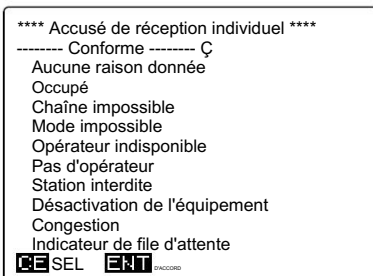 **** Accusé de réception individuel ****
-------- Conforme -------- Ç
Aucune raison donnée
Occupé
Chaîne impossible
Mode impossible
Opérateur indisponible
Pas d'opérateur
Station interdite
Désactivation de l'équipement
Congestion
Indicateur de file d'attente
CE SEL ENT D'ACCORD